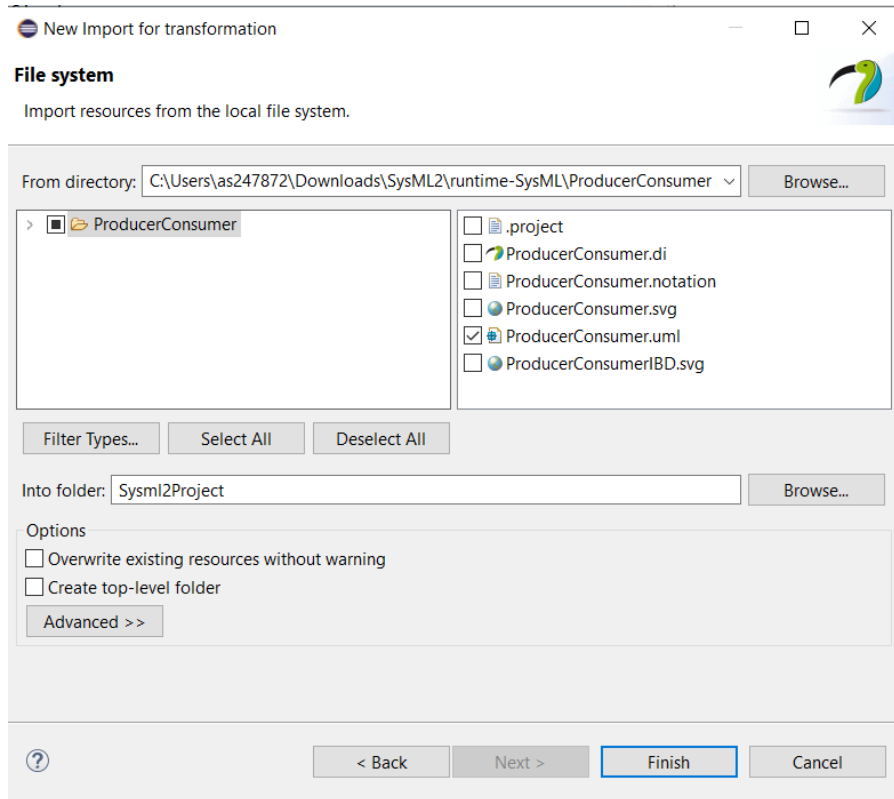 New Import for transformation
File system
Import resources from the local file system.
From directory: C:\Users\as247872\Downloads\SysML2\runtime-SysML\ProducerConsumer Browse...
ProducerConsumer
.project
ProducerConsumer.di
ProducerConsumer.notation
ProducerConsumer.svg
ProducerConsumer.uml
ProducerConsumerIBD.svg
Filter Types... Select All Deselect All
Into folder: Sysml2Project Browse...
Options
Overwrite existing resources without warning
Create top-level folder
Advanced >>
? < Back Next > Finish Cancel